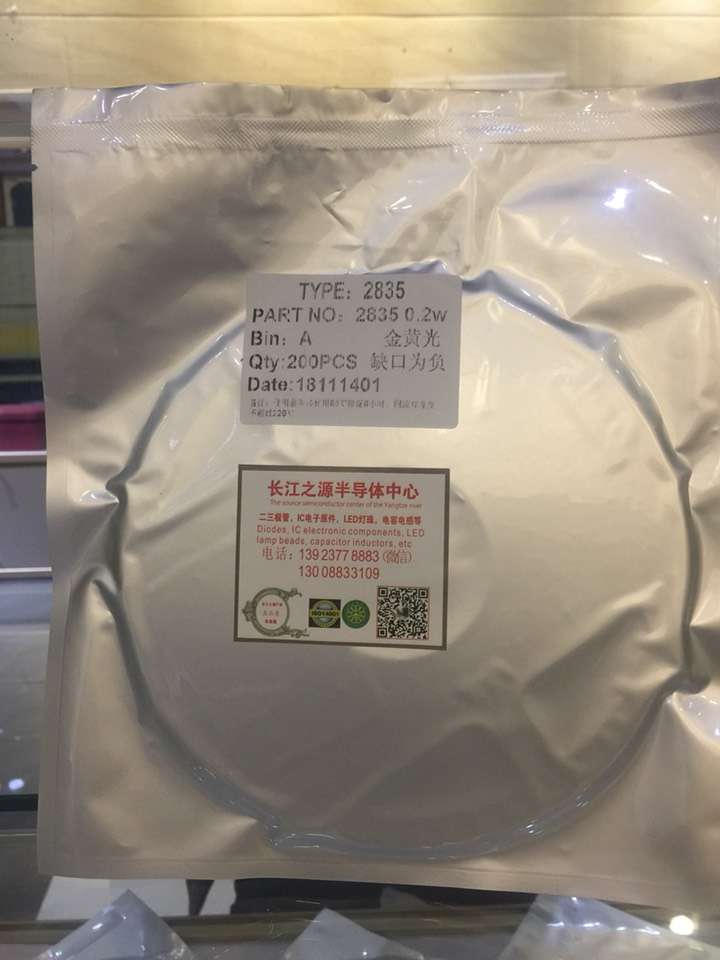 TYPE: 2835
PART NO: 2835 0.2w
Bin: A 金黄光
Qty:200PCS 缺口为负
Date:18111401
长江之源半导体中心
The source semiconductor center of the Yangtze river
二三极管，IC电子原件，LED灯珠，电容电感等
Diodes, IC electronic components, LED
lamp beads, capacitor inductors, etc
电话：139 2377 8883 (微信)
130 0883 3109
ISO14001